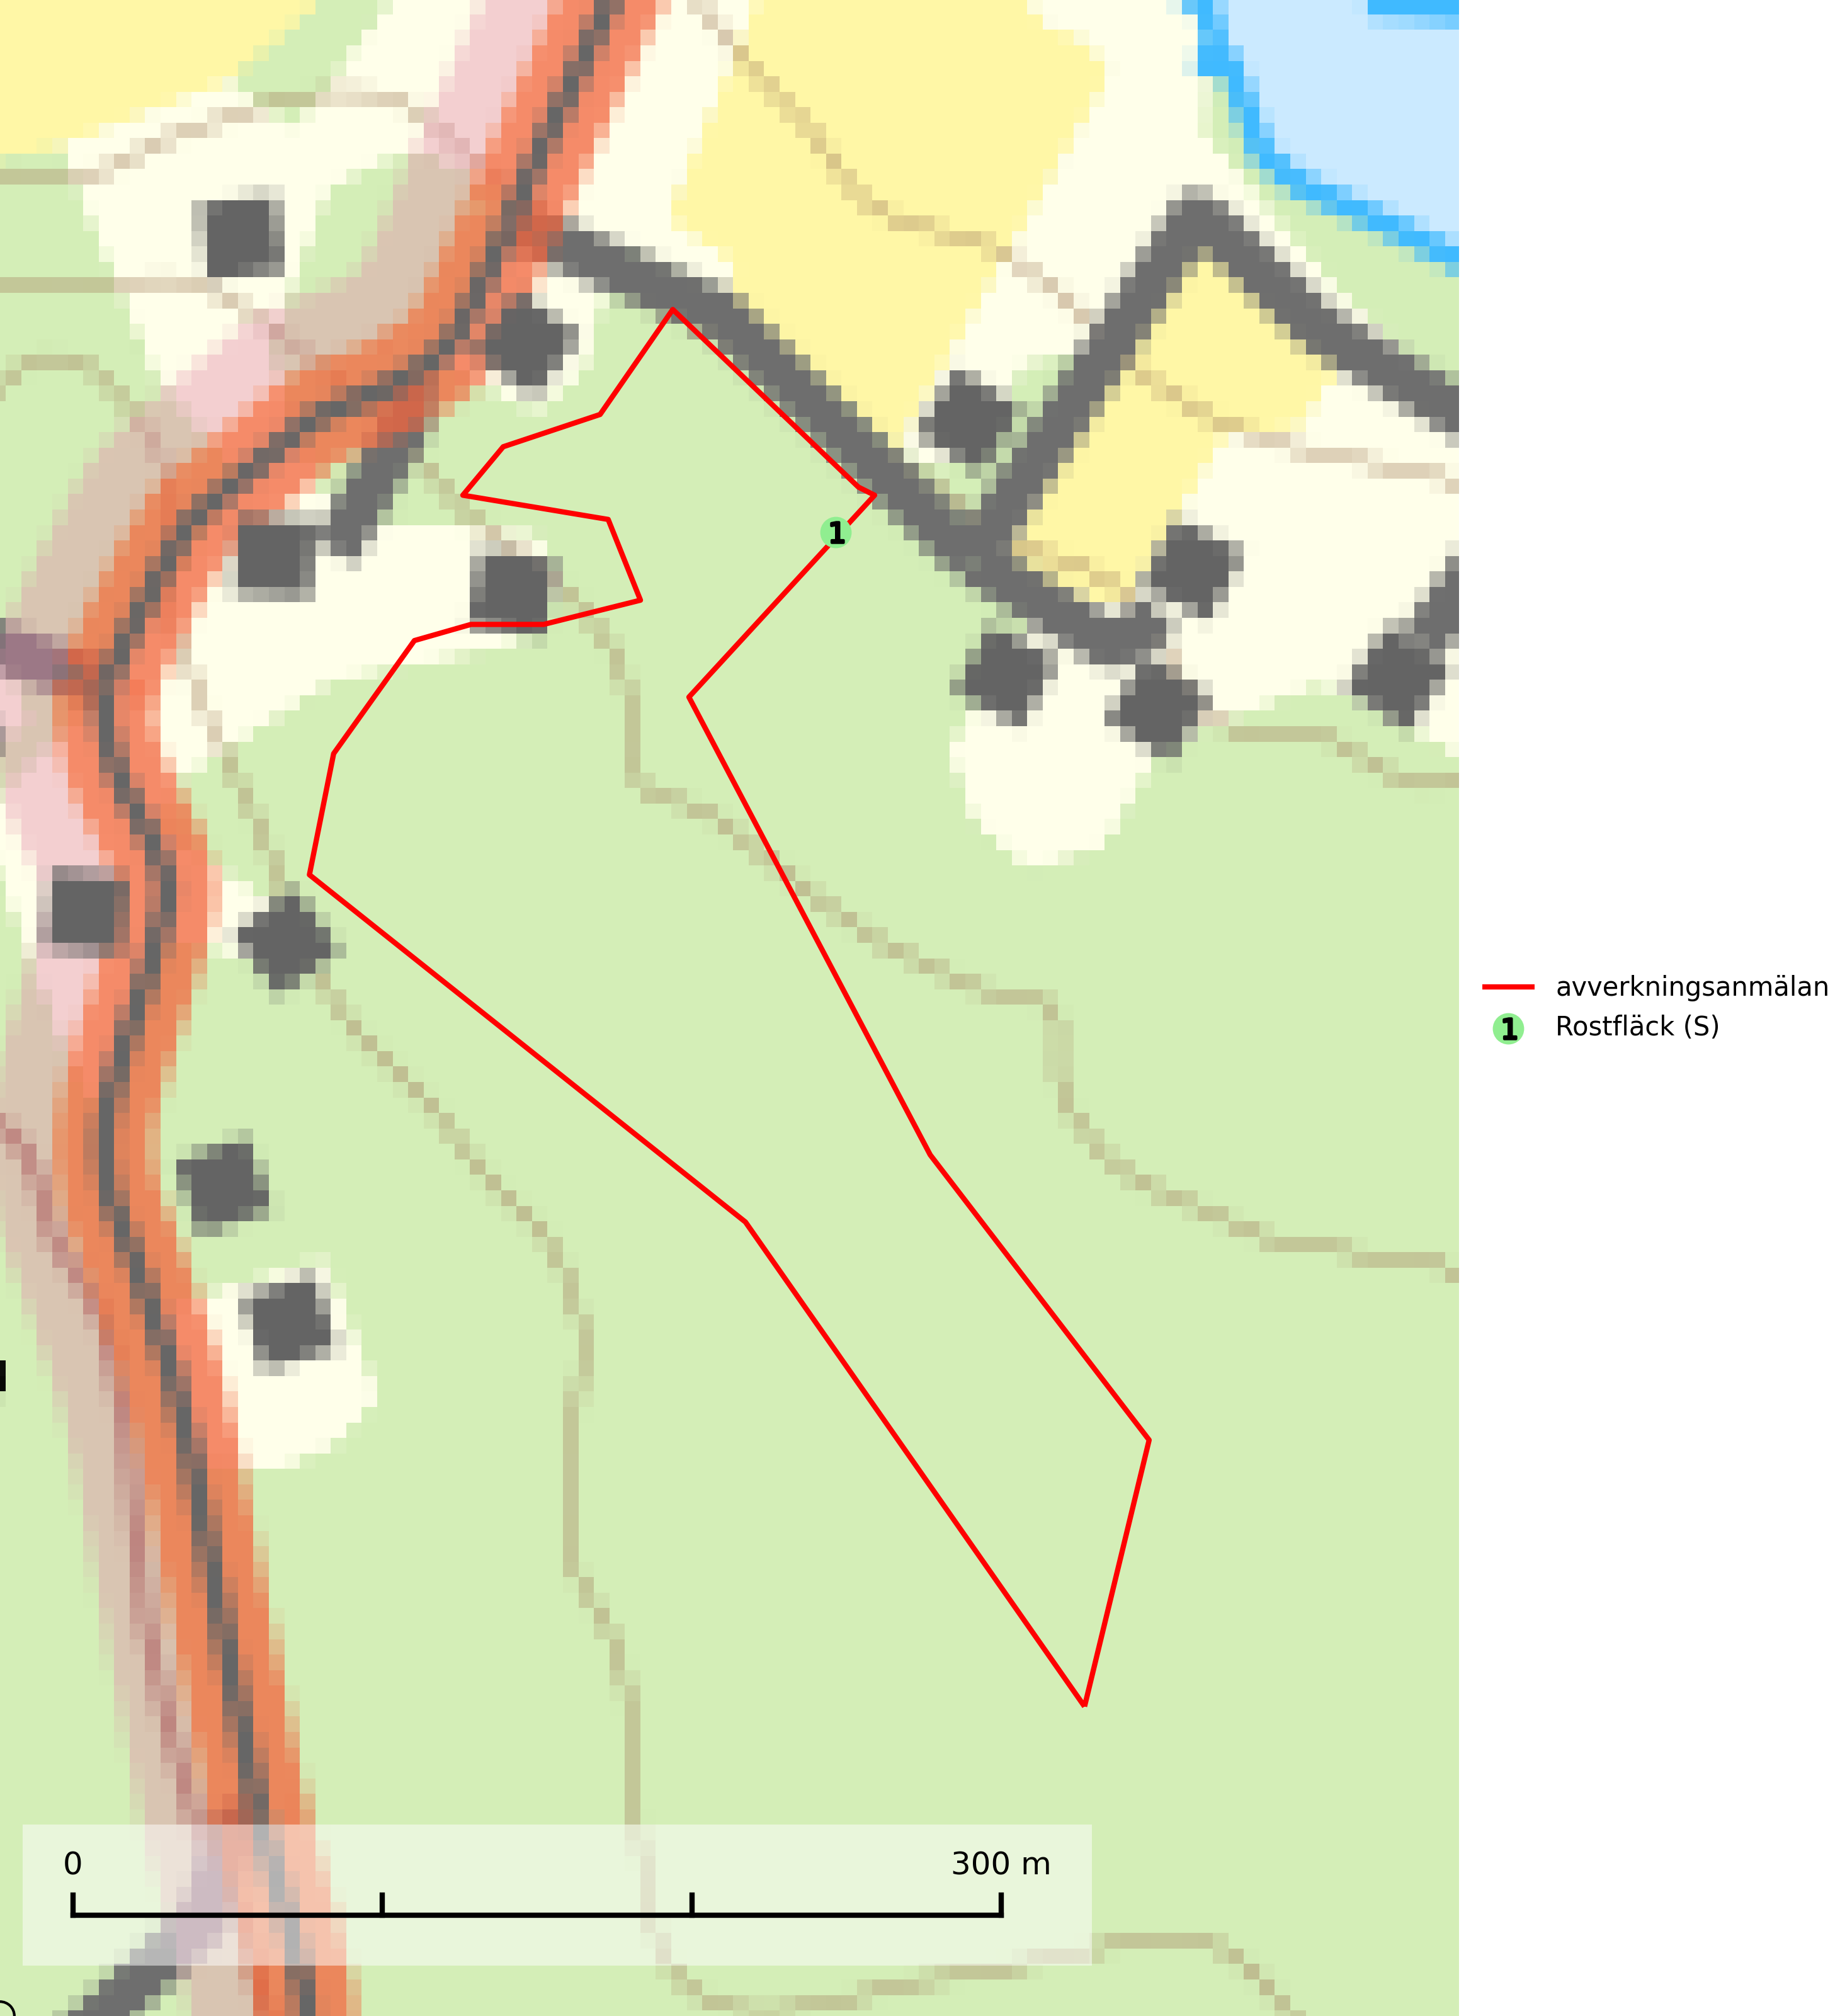 1
avverkningsanmälan
1 Rostfläck (S)
0 300 m